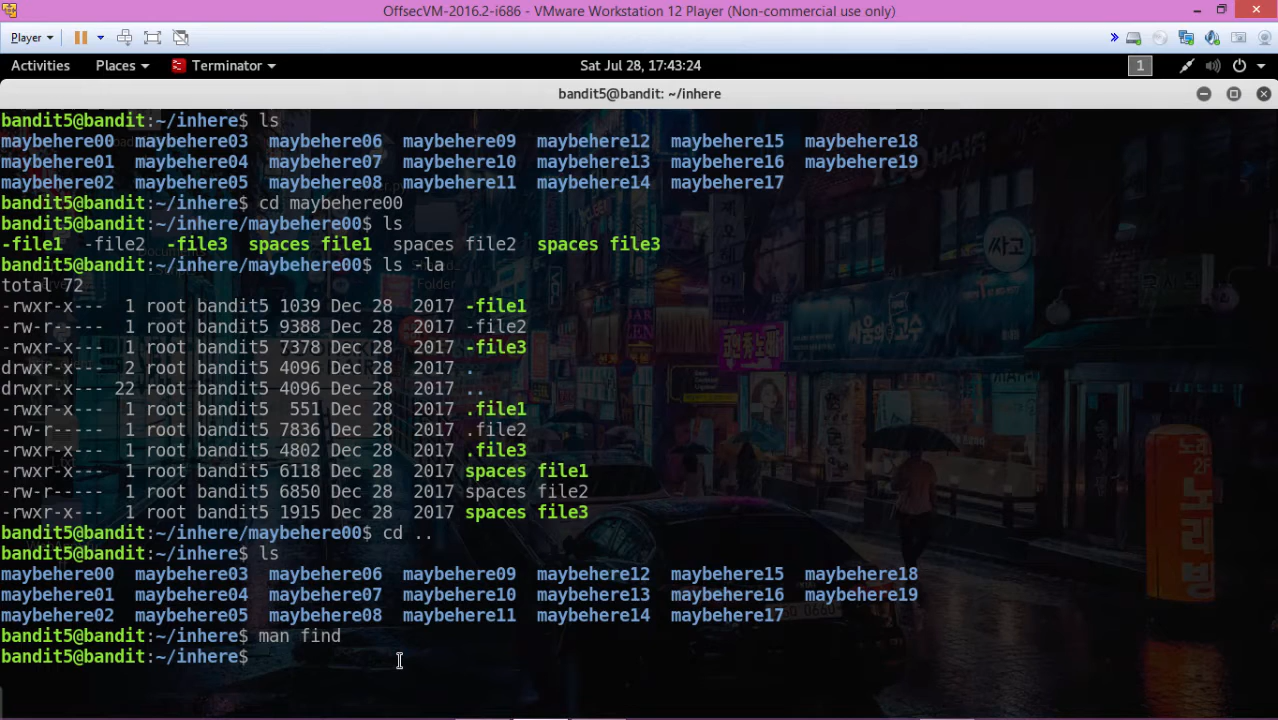 OffsecVM-2016.2-i686 - VMware Workstation 12 Player (Non-commercial use only)
Player
Activities Places Terminator Sat Jul 28, 17:43:24 1
bandit5@bandit: ~/inhere
bandit5@bandit:~/inhere$ ls
maybehere00 maybehere03 maybehere06 maybehere09 maybehere12 maybehere15 maybehere18
maybehere01 maybehere04 maybehere07 maybehere10 maybehere13 maybehere16 maybehere19
maybehere02 maybehere05 maybehere08 maybehere11 maybehere14 maybehere17
bandit5@bandit:~/inhere$ cd maybehere00
bandit5@bandit:~/inhere/maybehere00$ ls
-file1 -file2 -file3 spaces file1 spaces file2 spaces file3
bandit5@bandit:~/inhere/maybehere00$ ls -la
total 72
-rwxr-x--- 1 root bandit5 1039 Dec 28 2017 -file1
-rw-r----- 1 root bandit5 9388 Dec 28 2017 -file2
-rwxr-x--- 1 root bandit5 7378 Dec 28 2017 -file3
drwxr-x--- 2 root bandit5 4096 Dec 28 2017 .
drwxr-x--- 22 root bandit5 4096 Dec 28 2017 ..
-rwxr-x--- 1 root bandit5 551 Dec 28 2017 .file1
-rw-r----- 1 root bandit5 7836 Dec 28 2017 .file2
-rwxr-x--- 1 root bandit5 4802 Dec 28 2017 .file3
-rwxr-x--- 1 root bandit5 6118 Dec 28 2017 spaces file1
-rw-r----- 1 root bandit5 6850 Dec 28 2017 spaces file2
-rwxr-x--- 1 root bandit5 1915 Dec 28 2017 spaces file3
bandit5@bandit:~/inhere/maybehere00$ cd ..
bandit5@bandit:~/inhere$ ls
maybehere00 maybehere03 maybehere06 maybehere09 maybehere12 maybehere15 maybehere18
maybehere01 maybehere04 maybehere07 maybehere10 maybehere13 maybehere16 maybehere19
maybehere02 maybehere05 maybehere08 maybehere11 maybehere14 maybehere17
bandit5@bandit:~/inhere$ man find
bandit5@bandit:~/inhere$
싸고
싸움의고수
노래